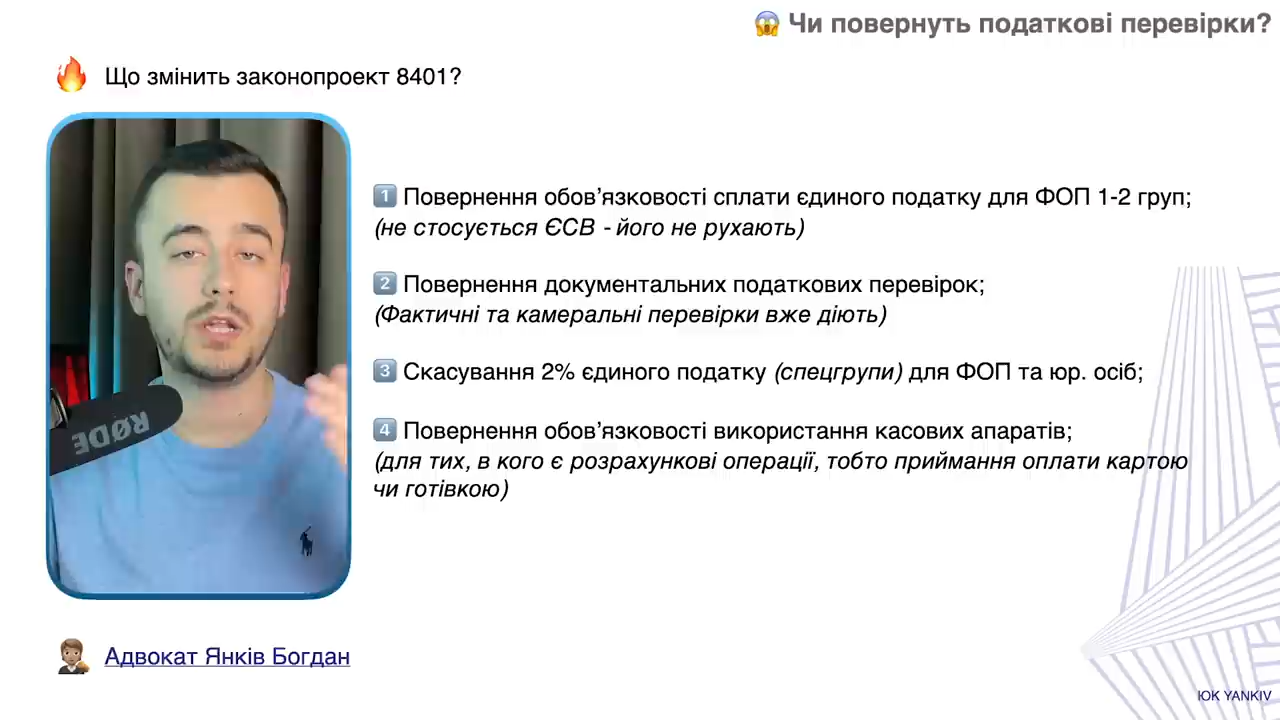 😱 Чи повернуть податкові перевірки?
🔥 Що змінить законопроект 8401?
1️⃣ Повернення обов’язковості сплати єдиного податку для ФОП 1-2 груп;
(не стосується ЄСВ - його не рухають)
2️⃣ Повернення документальних податкових перевірок;
(Фактичні та камеральні перевірки вже діють)
3️⃣ Скасування 2% єдиного податку (спецгрупи) для ФОП та юр. осіб;
4️⃣ Повернення обов’язковості використання касових апаратів;
(для тих, в кого є розрахункові операції, тобто приймання оплати картою
чи готівкою)
RØDE
Адвокат Янків Богдан
ЮК YANKIV